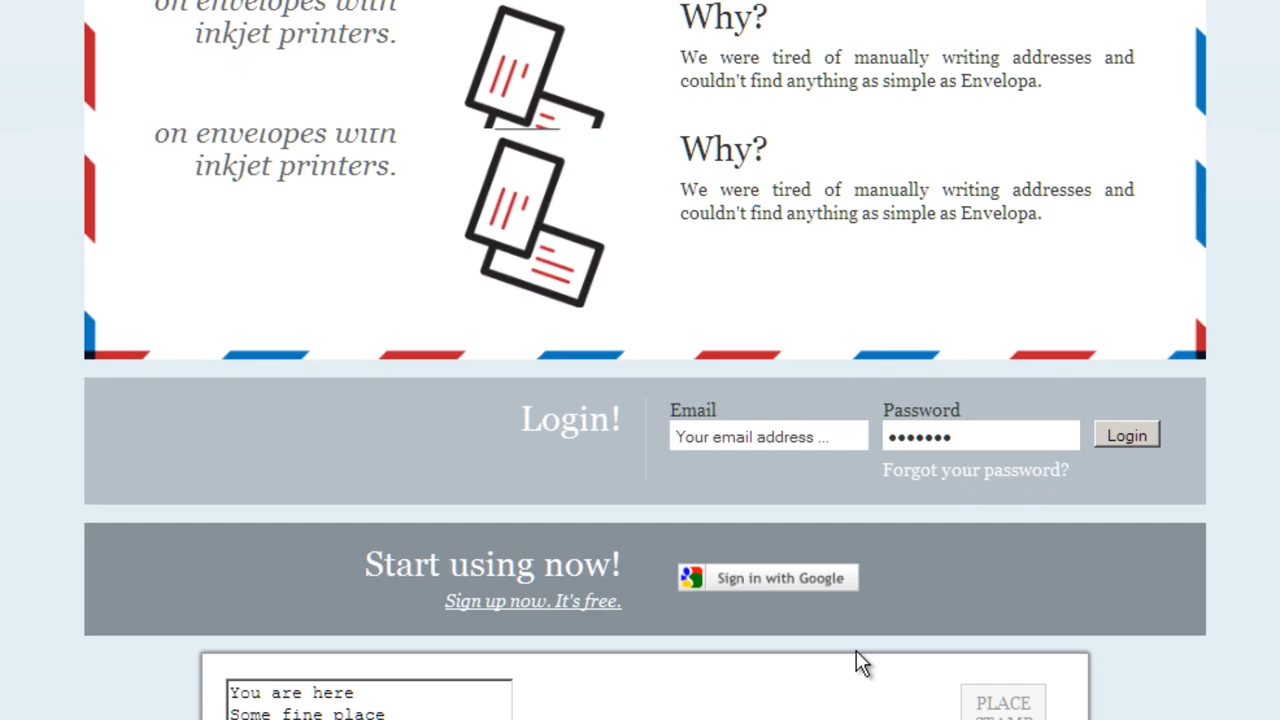 on envelopes with
inkjet printers.
Why?
We were tired of manually writing addresses and
couldn't find anything as simple as Envelopa.
on envelopes with
inkjet printers.
Why?
We were tired of manually writing addresses and
couldn't find anything as simple as Envelopa.
Login!
Email
Password
Your email address ...
•••••••
Login
Forgot your password?
Start using now!
Sign up now. It's free.
Sign in with Google
You are here
Some fine place
PLACE
STAMP